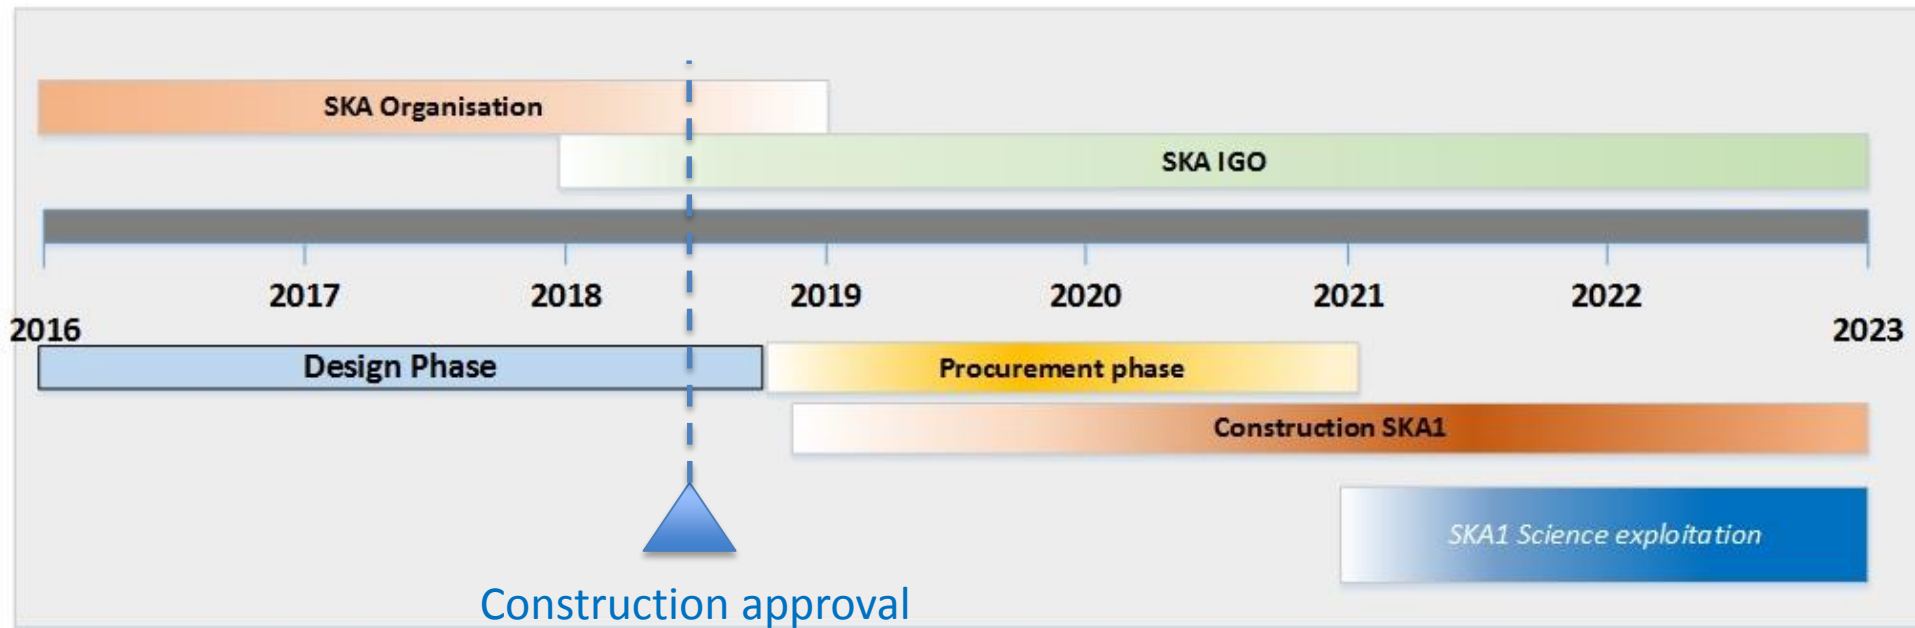 SKA Organisation
SKA IGO
2017 2018 2019 2020 2021 2022
2016 2023
Design Phase
Procurement phase
Construction SKA1
SKA1 Science exploitation
Construction approval